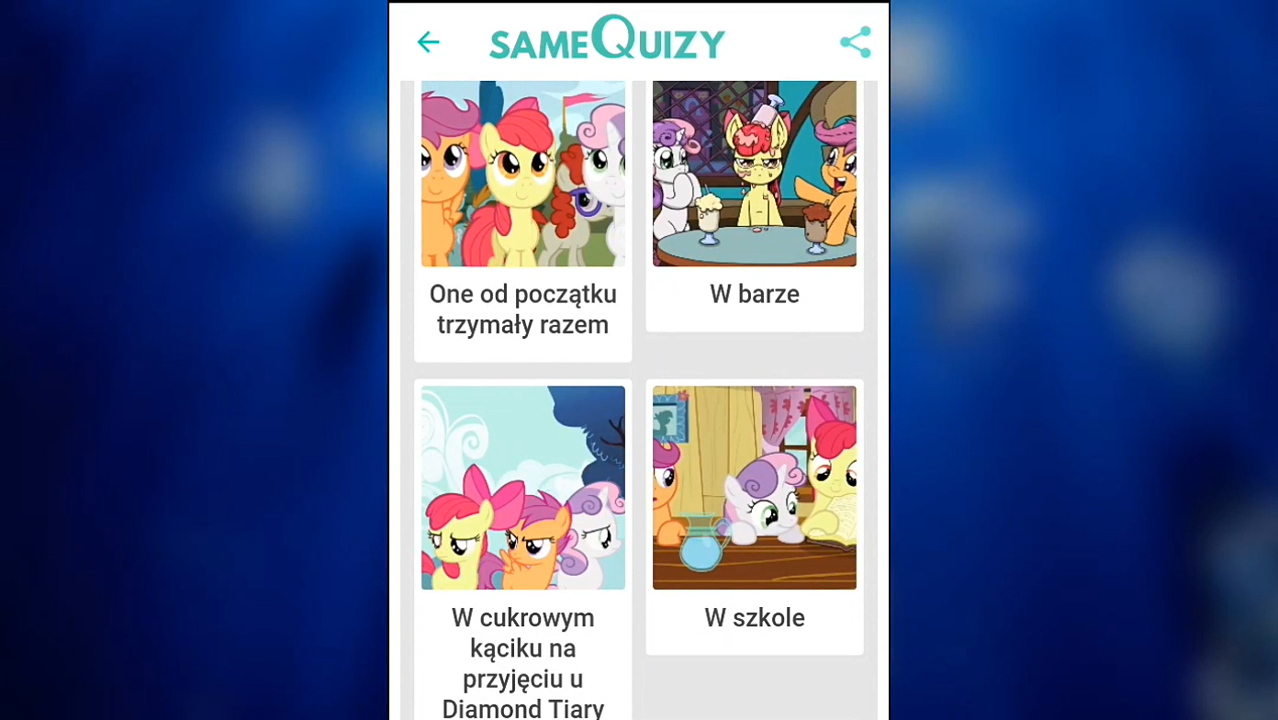 SAMEQUIZY
One od początku
trzymały razem
W barze
W cukrowym
kąciku na
przyjęciu u
Diamond Tiary
W szkole